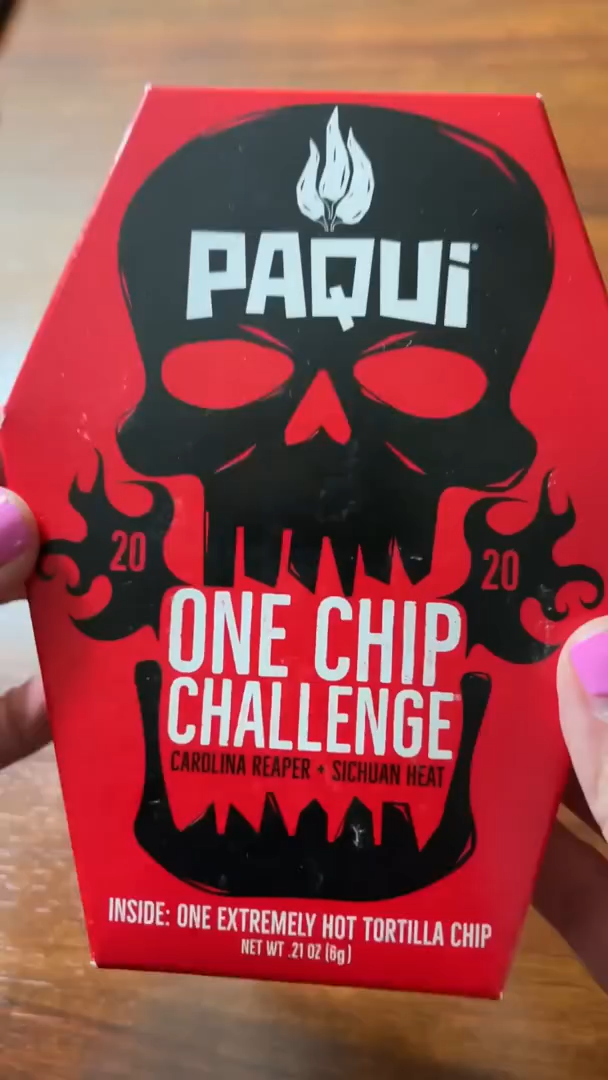 PAQUI
20 20
ONE CHIP
CHALLENGE
CAROLINA REAPER + SICHUAN HEAT
INSIDE: ONE EXTREMELY HOT TORTILLA CHIP
NET WT .21 OZ (6g)